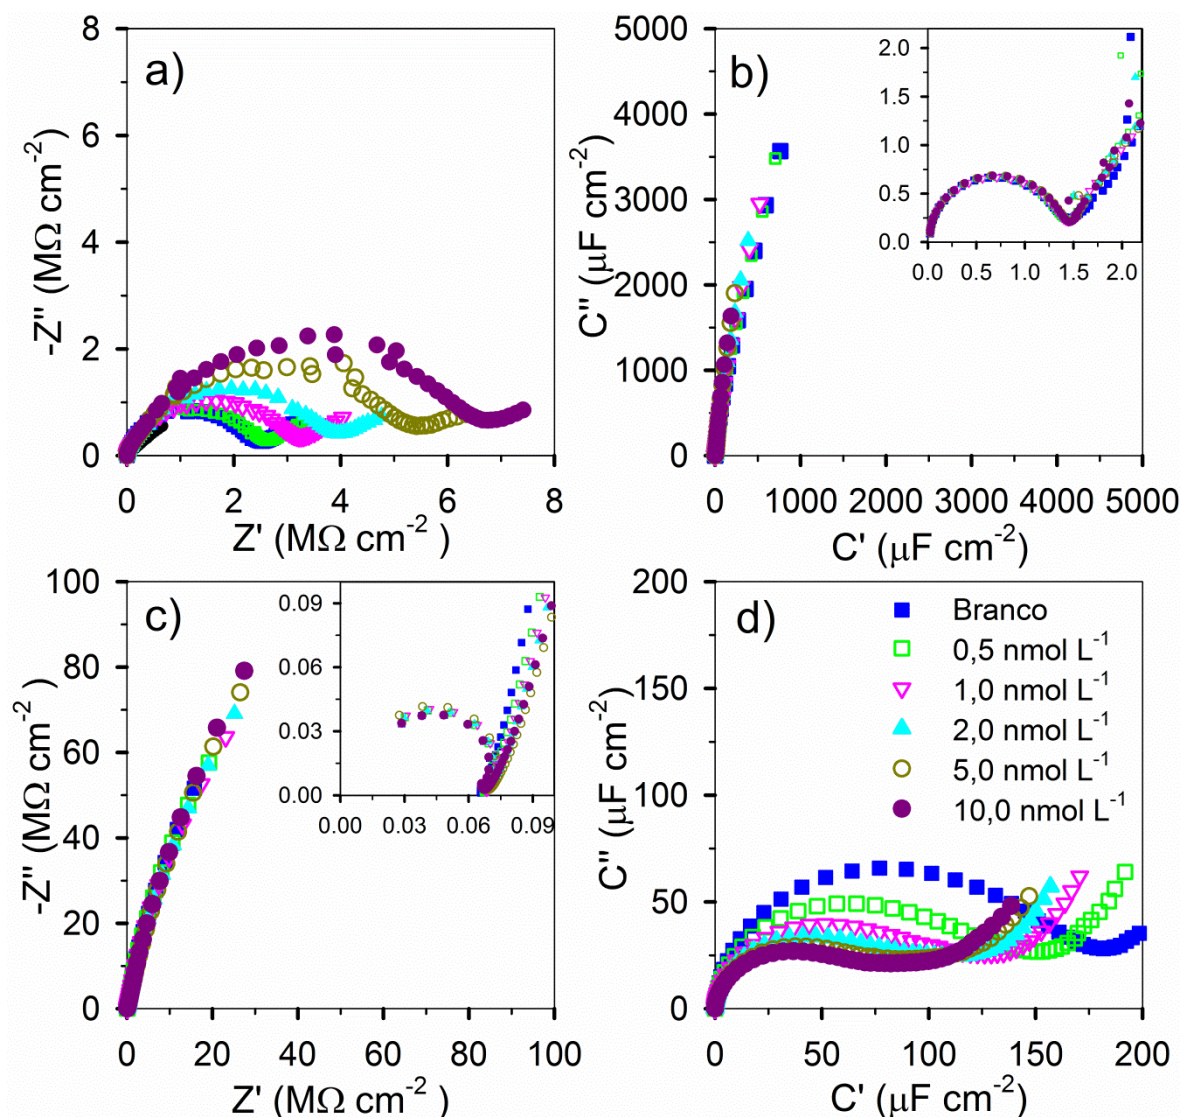 a)
8
6
4
2
0
-Z'' (MΩ cm⁻²)
0 2 4 6 8
Z' (MΩ cm⁻²)
b)
5000
4000
3000
2000
1000
0
C'' (μF cm⁻²)
0 1000 2000 3000 4000 5000
C' (μF cm⁻²)
2.0
1.5
1.0
0.5
0.0
0.0 0.5 1.0 1.5 2.0
c)
100
80
60
40
20
0
-Z'' (MΩ cm⁻²)
0 20 40 60 80 100
Z' (MΩ cm⁻²)
0.09
0.06
0.03
0.00
0.00 0.03 0.06 0.09
d)
200
150
100
50
0
C'' (μF cm⁻²)
0 50 100 150 200
C' (μF cm⁻²)
Branco
0,5 nmol L⁻¹
1,0 nmol L⁻¹
2,0 nmol L⁻¹
5,0 nmol L⁻¹
10,0 nmol L⁻¹